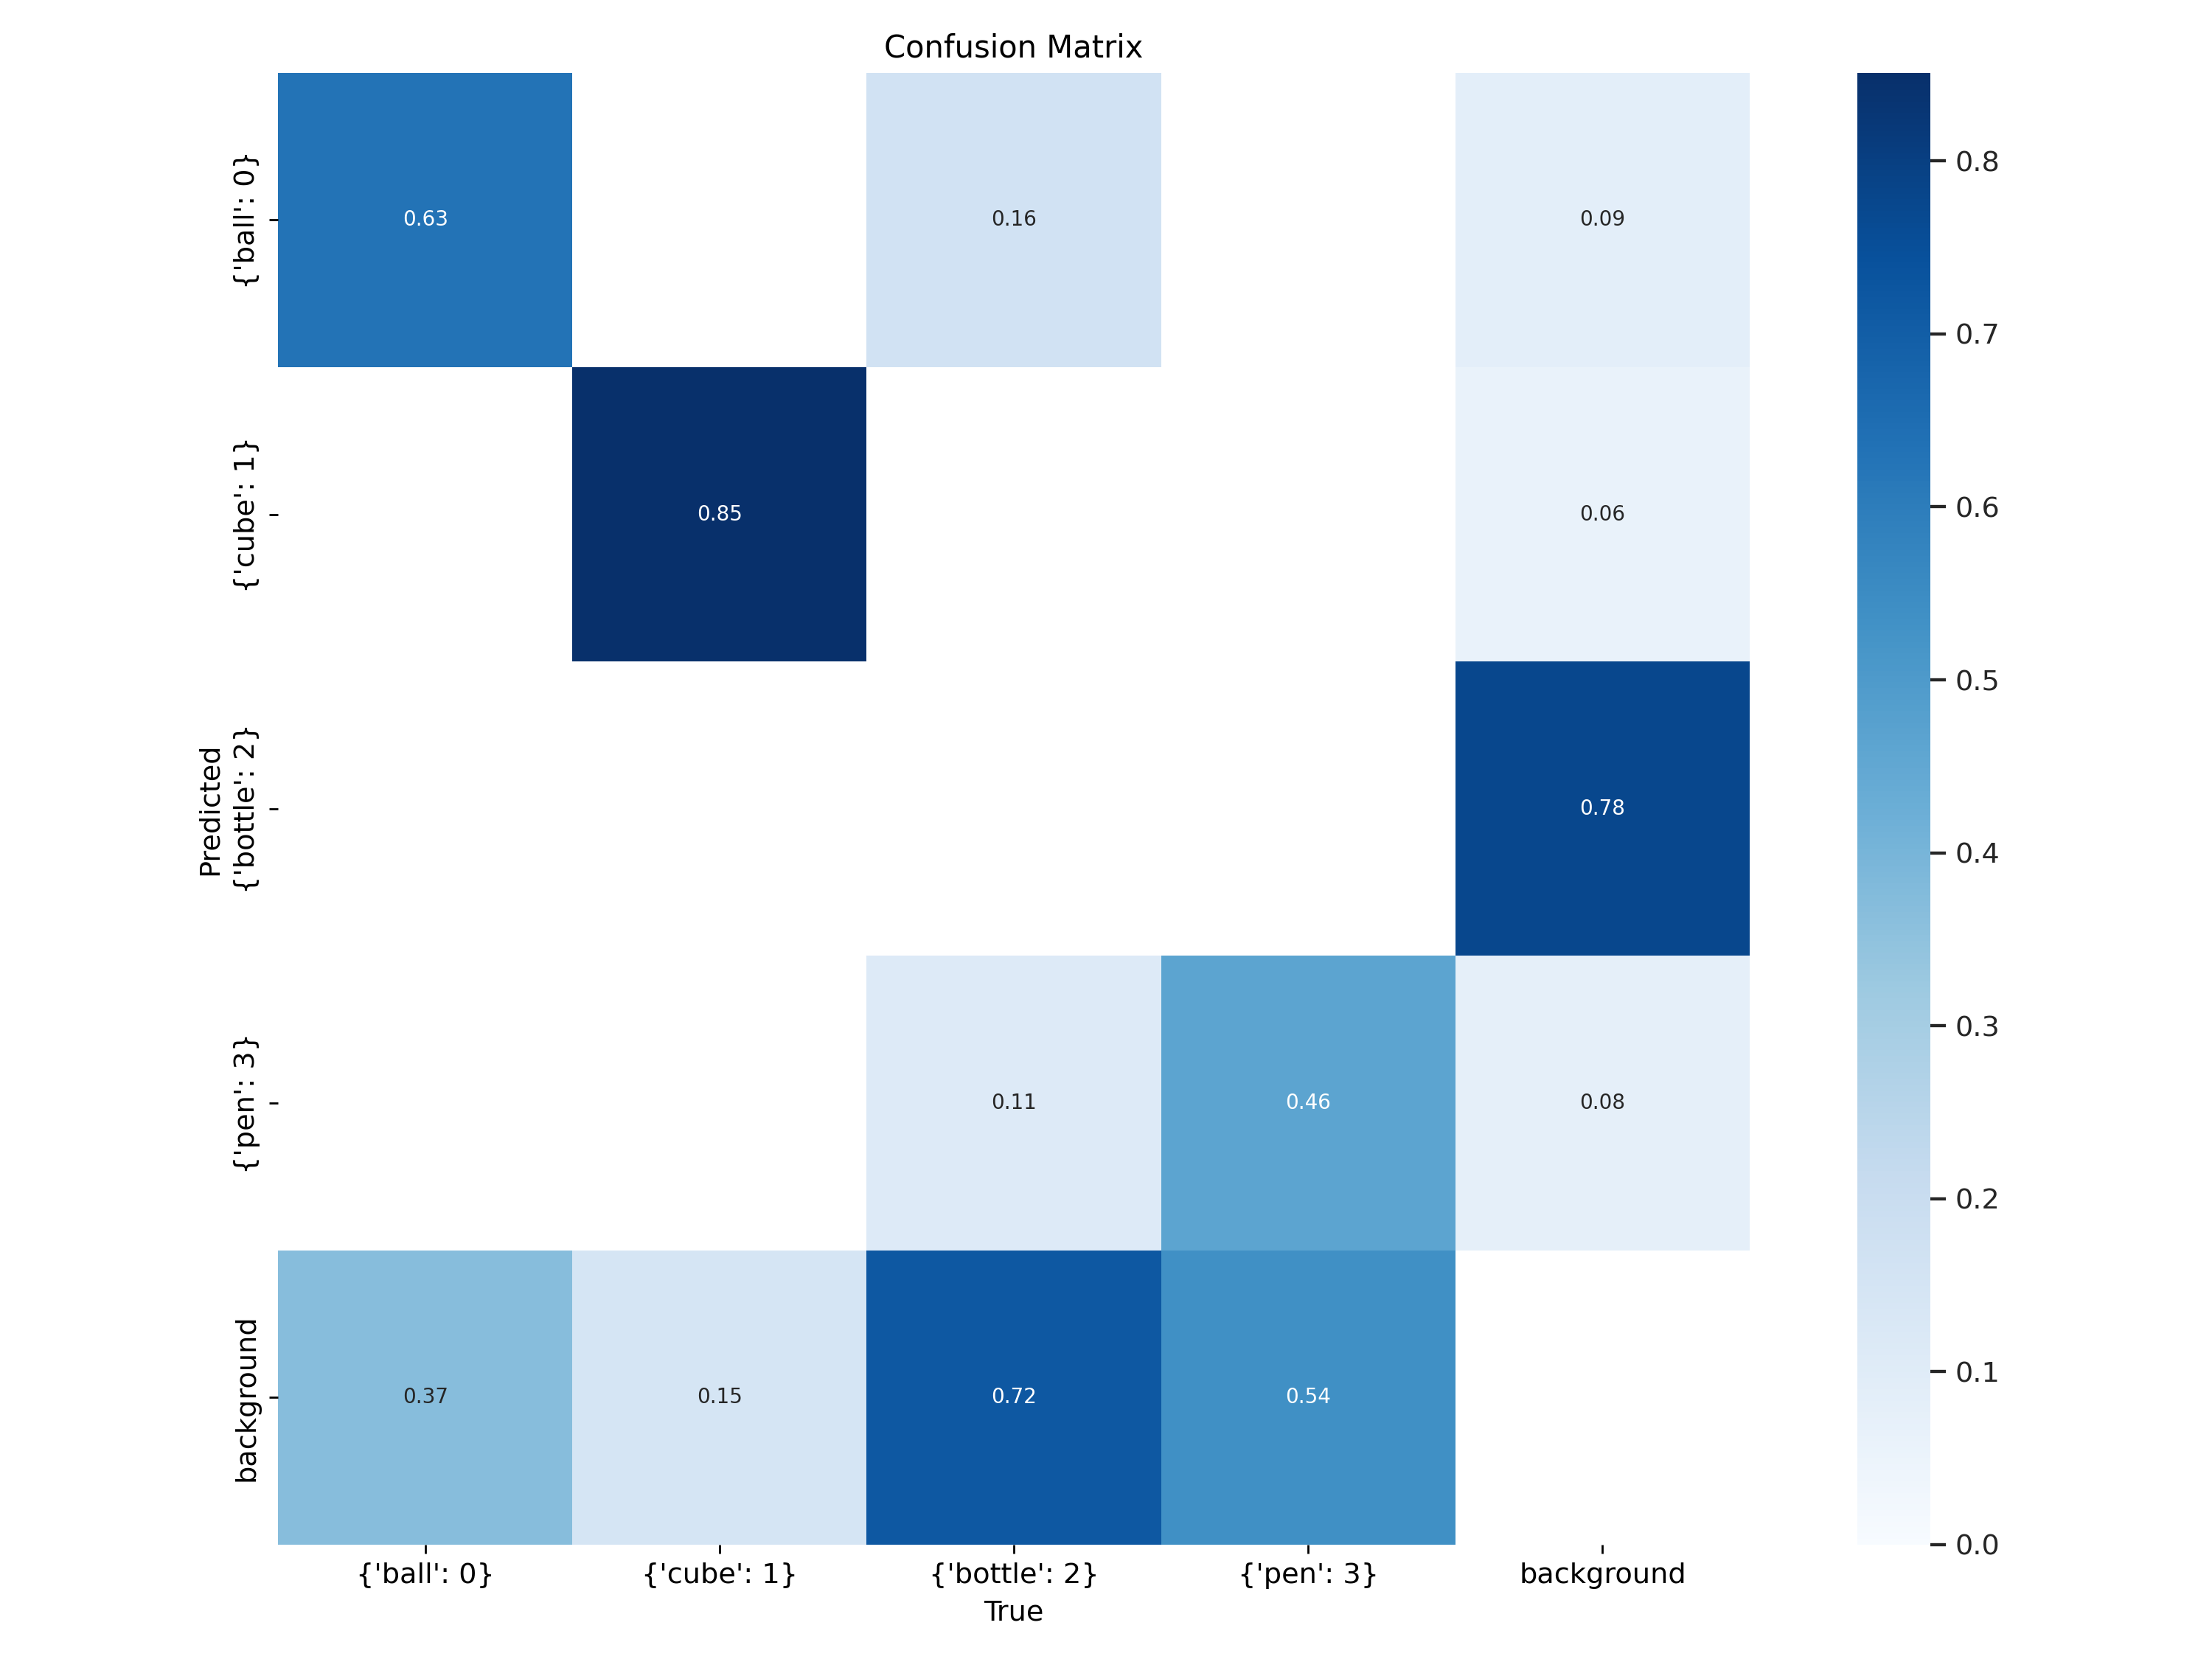 Confusion Matrix
{'ball': 0}
0.63
0.16
0.09
{'cube': 1}
0.85
0.06
Predicted
{'bottle': 2}
0.78
{'pen': 3}
0.11
0.46
0.08
background
0.37
0.15
0.72
0.54
{'ball': 0}
{'cube': 1}
{'bottle': 2}
{'pen': 3}
background
True
0.8
0.7
0.6
0.5
0.4
0.3
0.2
0.1
0.0